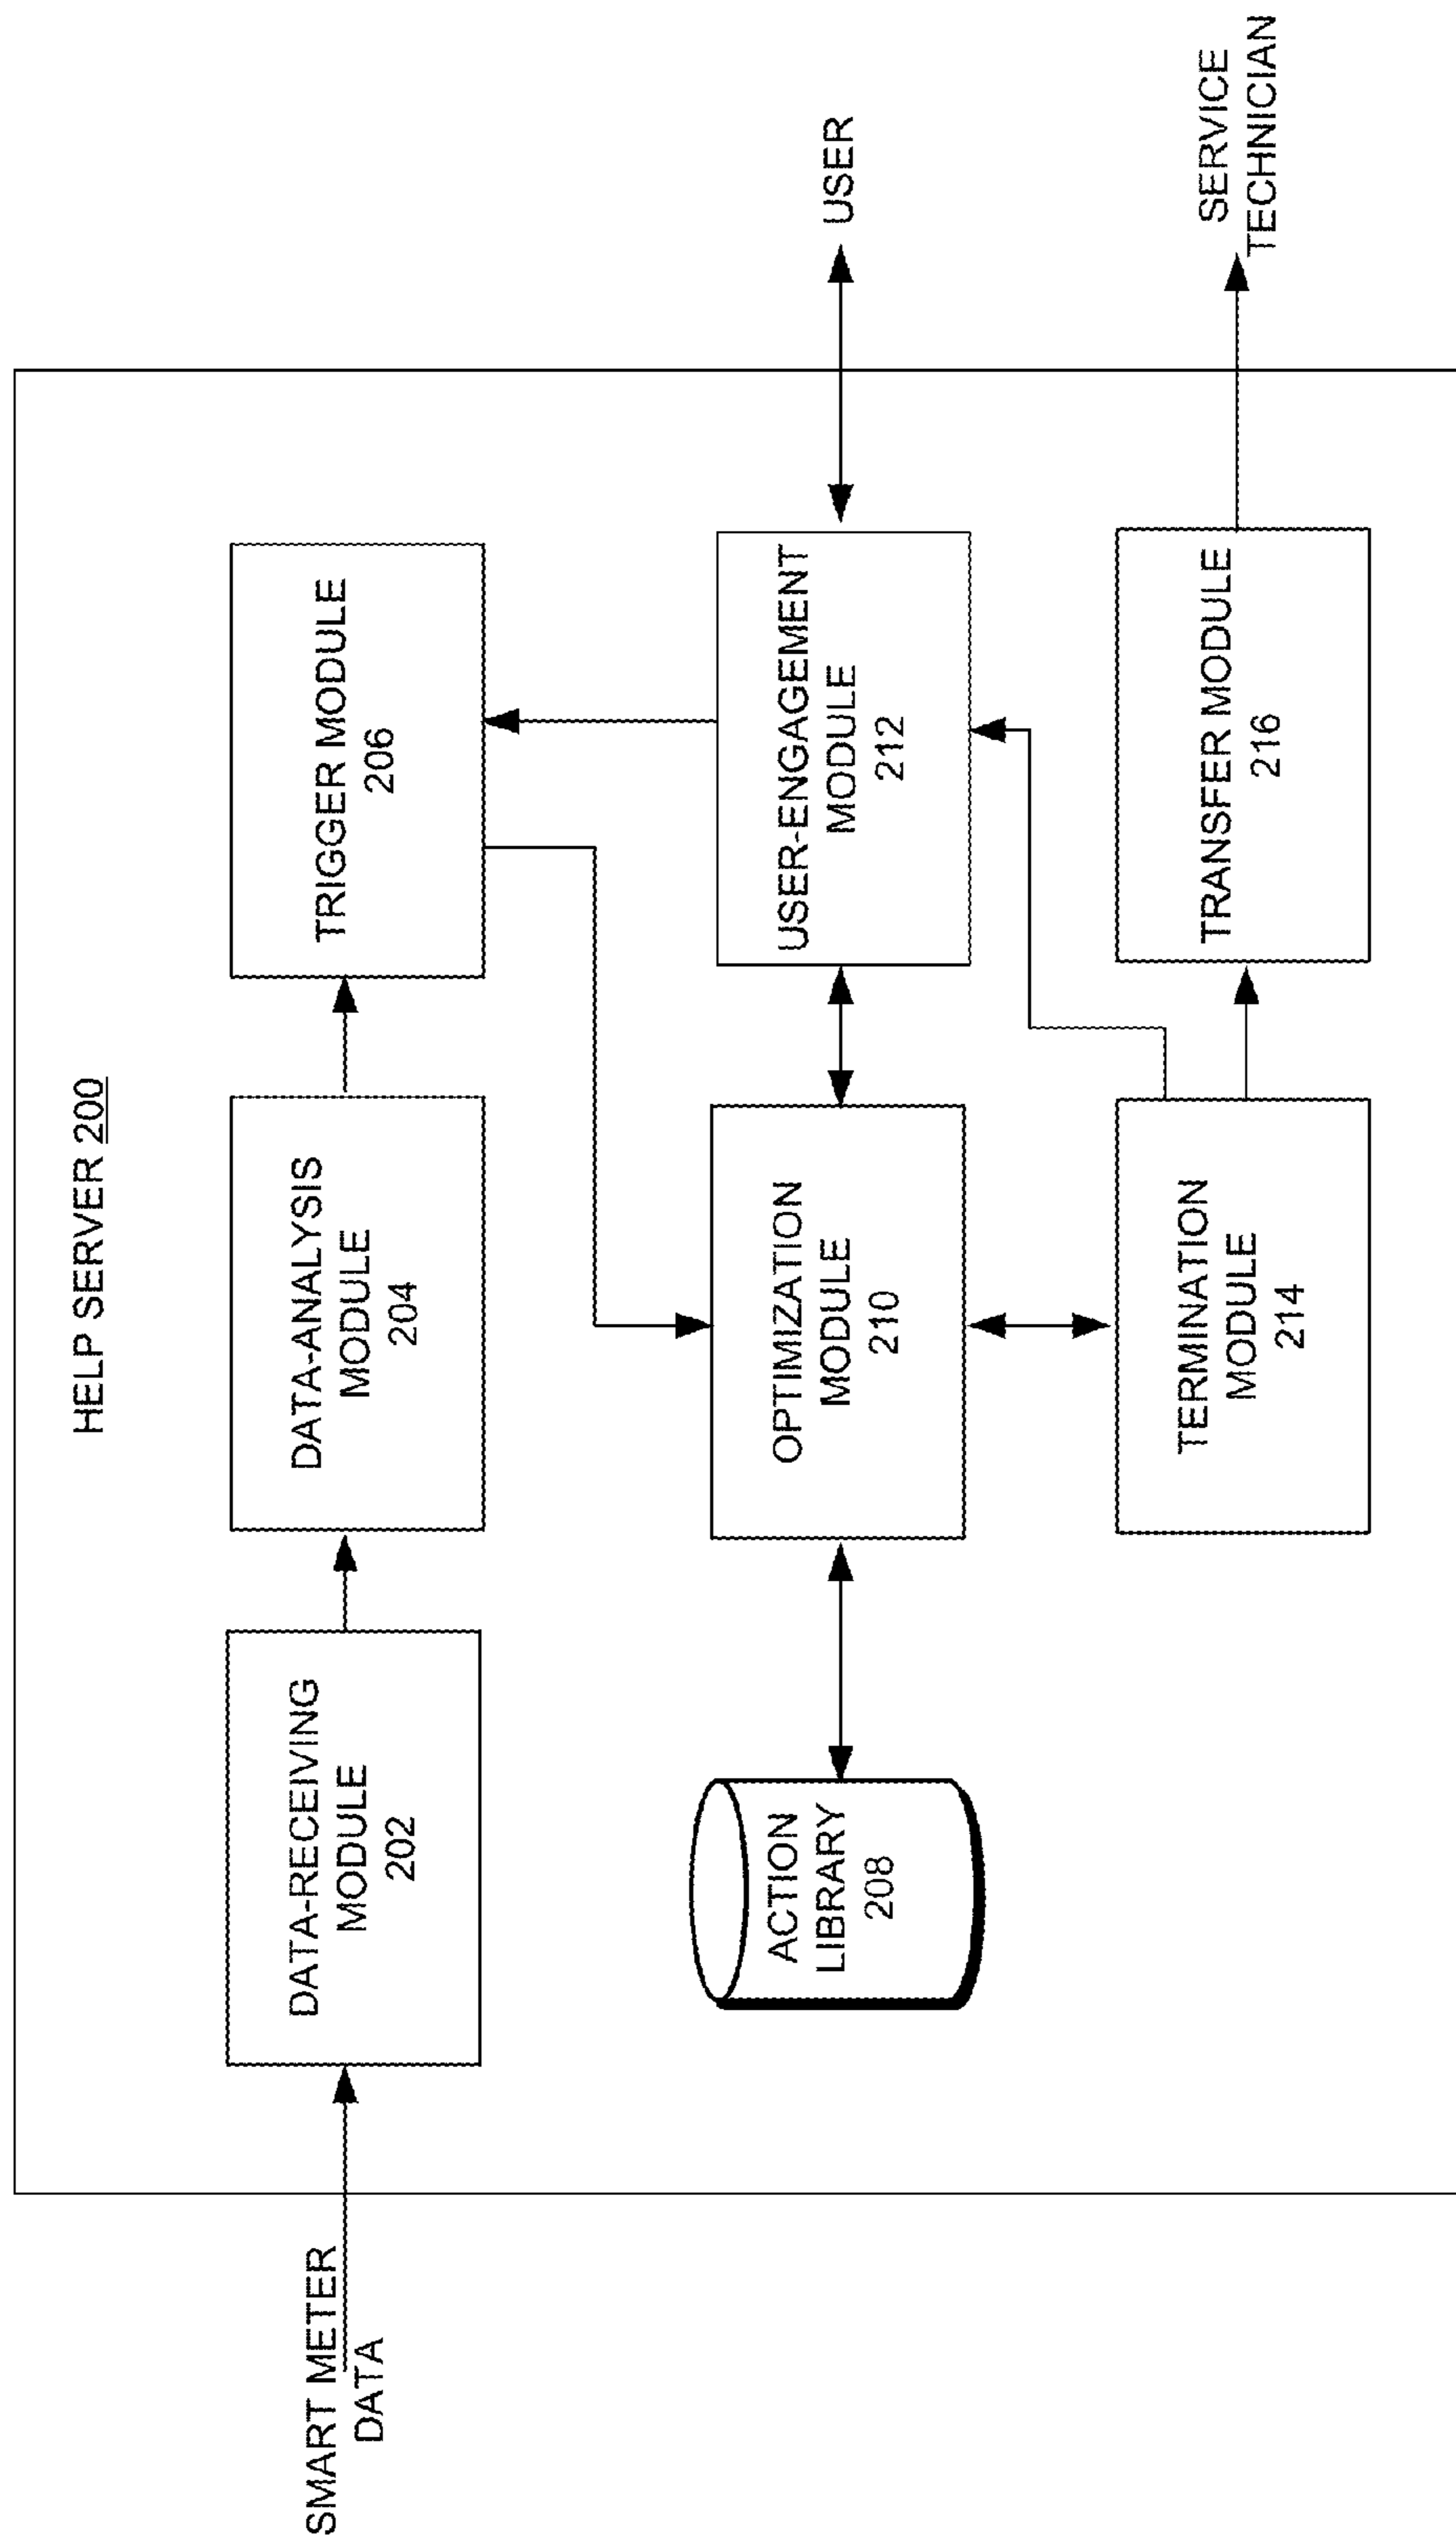 HELP SERVER 200
SMART METER
DATA
DATA-RECEIVING
MODULE
202
DATA-ANALYSIS
MODULE
204
TRIGGER MODULE
206
ACTION
LIBRARY
208
OPTIMIZATION
MODULE
210
USER-ENGAGEMENT
MODULE
212
USER
TERMINATION
MODULE
214
TRANSFER MODULE
216
SERVICE
TECHNICIAN